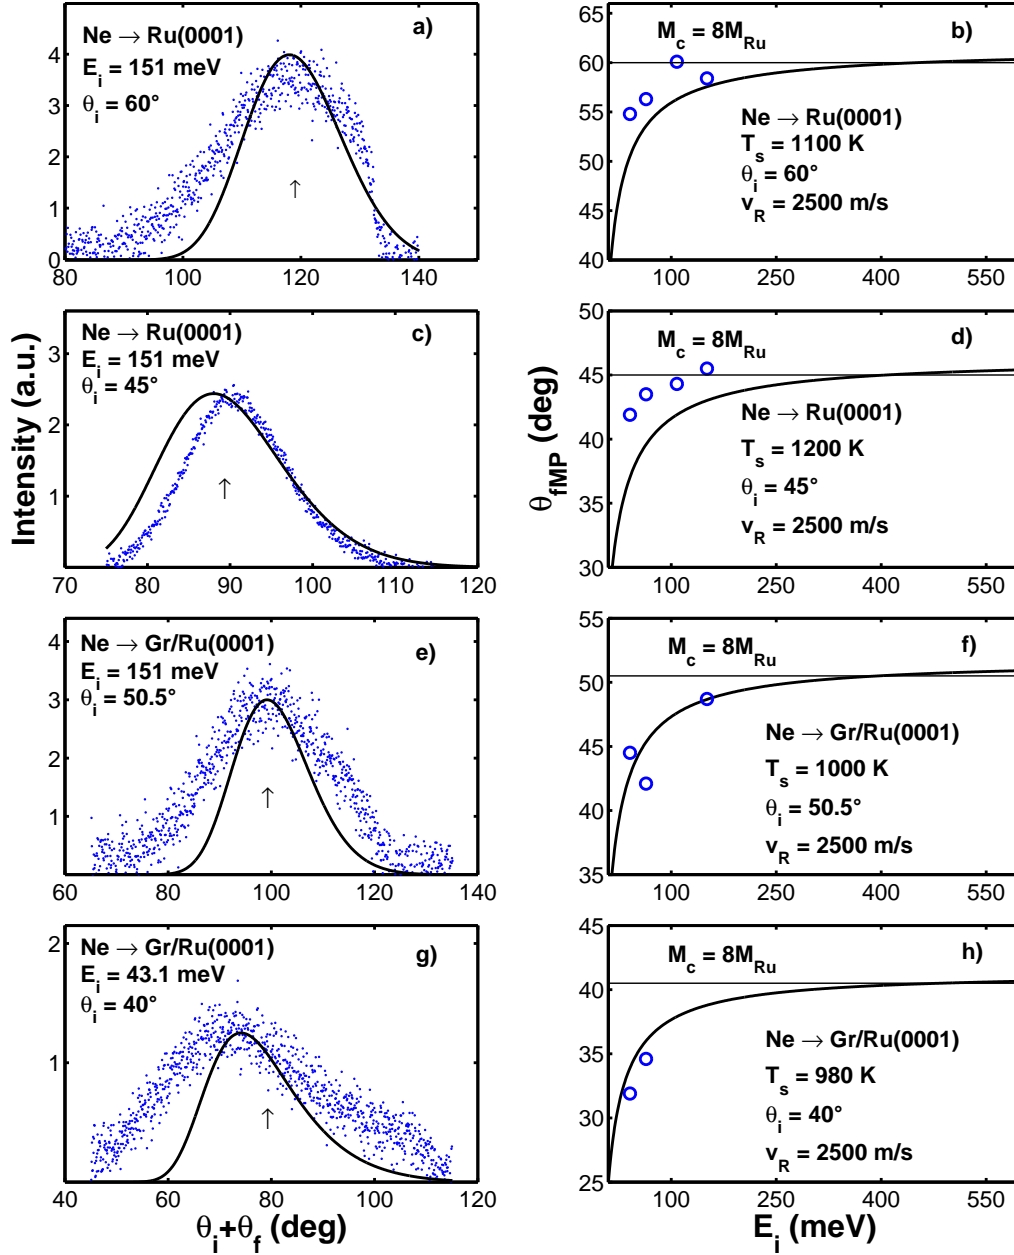 a)
Ne → Ru(0001)
E_i = 151 meV
θ_i = 60°
4
3
2
1
0
80
100
120
140
↑
b)
M_c = 8M_Ru
60
55
50
45
40
Ne → Ru(0001)
T_s = 1100 K
θ_i = 60°
v_R = 2500 m/s
100
250
400
550
c)
Ne → Ru(0001)
E_i = 151 meV
θ_i = 45°
3
2
1
70
80
90
100
110
120
↑
d)
M_c = 8M_Ru
50
45
40
35
30
Ne → Ru(0001)
T_s = 1200 K
θ_i = 45°
v_R = 2500 m/s
100
250
400
550
Intensity (a.u.)
θ_fMP (deg)
e)
Ne → Gr/Ru(0001)
E_i = 151 meV
θ_i = 50.5°
4
3
2
1
60
80
100
120
140
↑
f)
M_c = 8M_Ru
55
50
45
40
35
Ne → Gr/Ru(0001)
T_s = 1000 K
θ_i = 50.5°
v_R = 2500 m/s
100
250
400
550
g)
Ne → Gr/Ru(0001)
E_i = 43.1 meV
θ_i = 40°
2
1
40
60
80
100
120
↑
θ_i+θ_f (deg)
h)
M_c = 8M_Ru
45
40
35
30
25
Ne → Gr/Ru(0001)
T_s = 980 K
θ_i = 40°
v_R = 2500 m/s
100
250
400
550
E_i (meV)